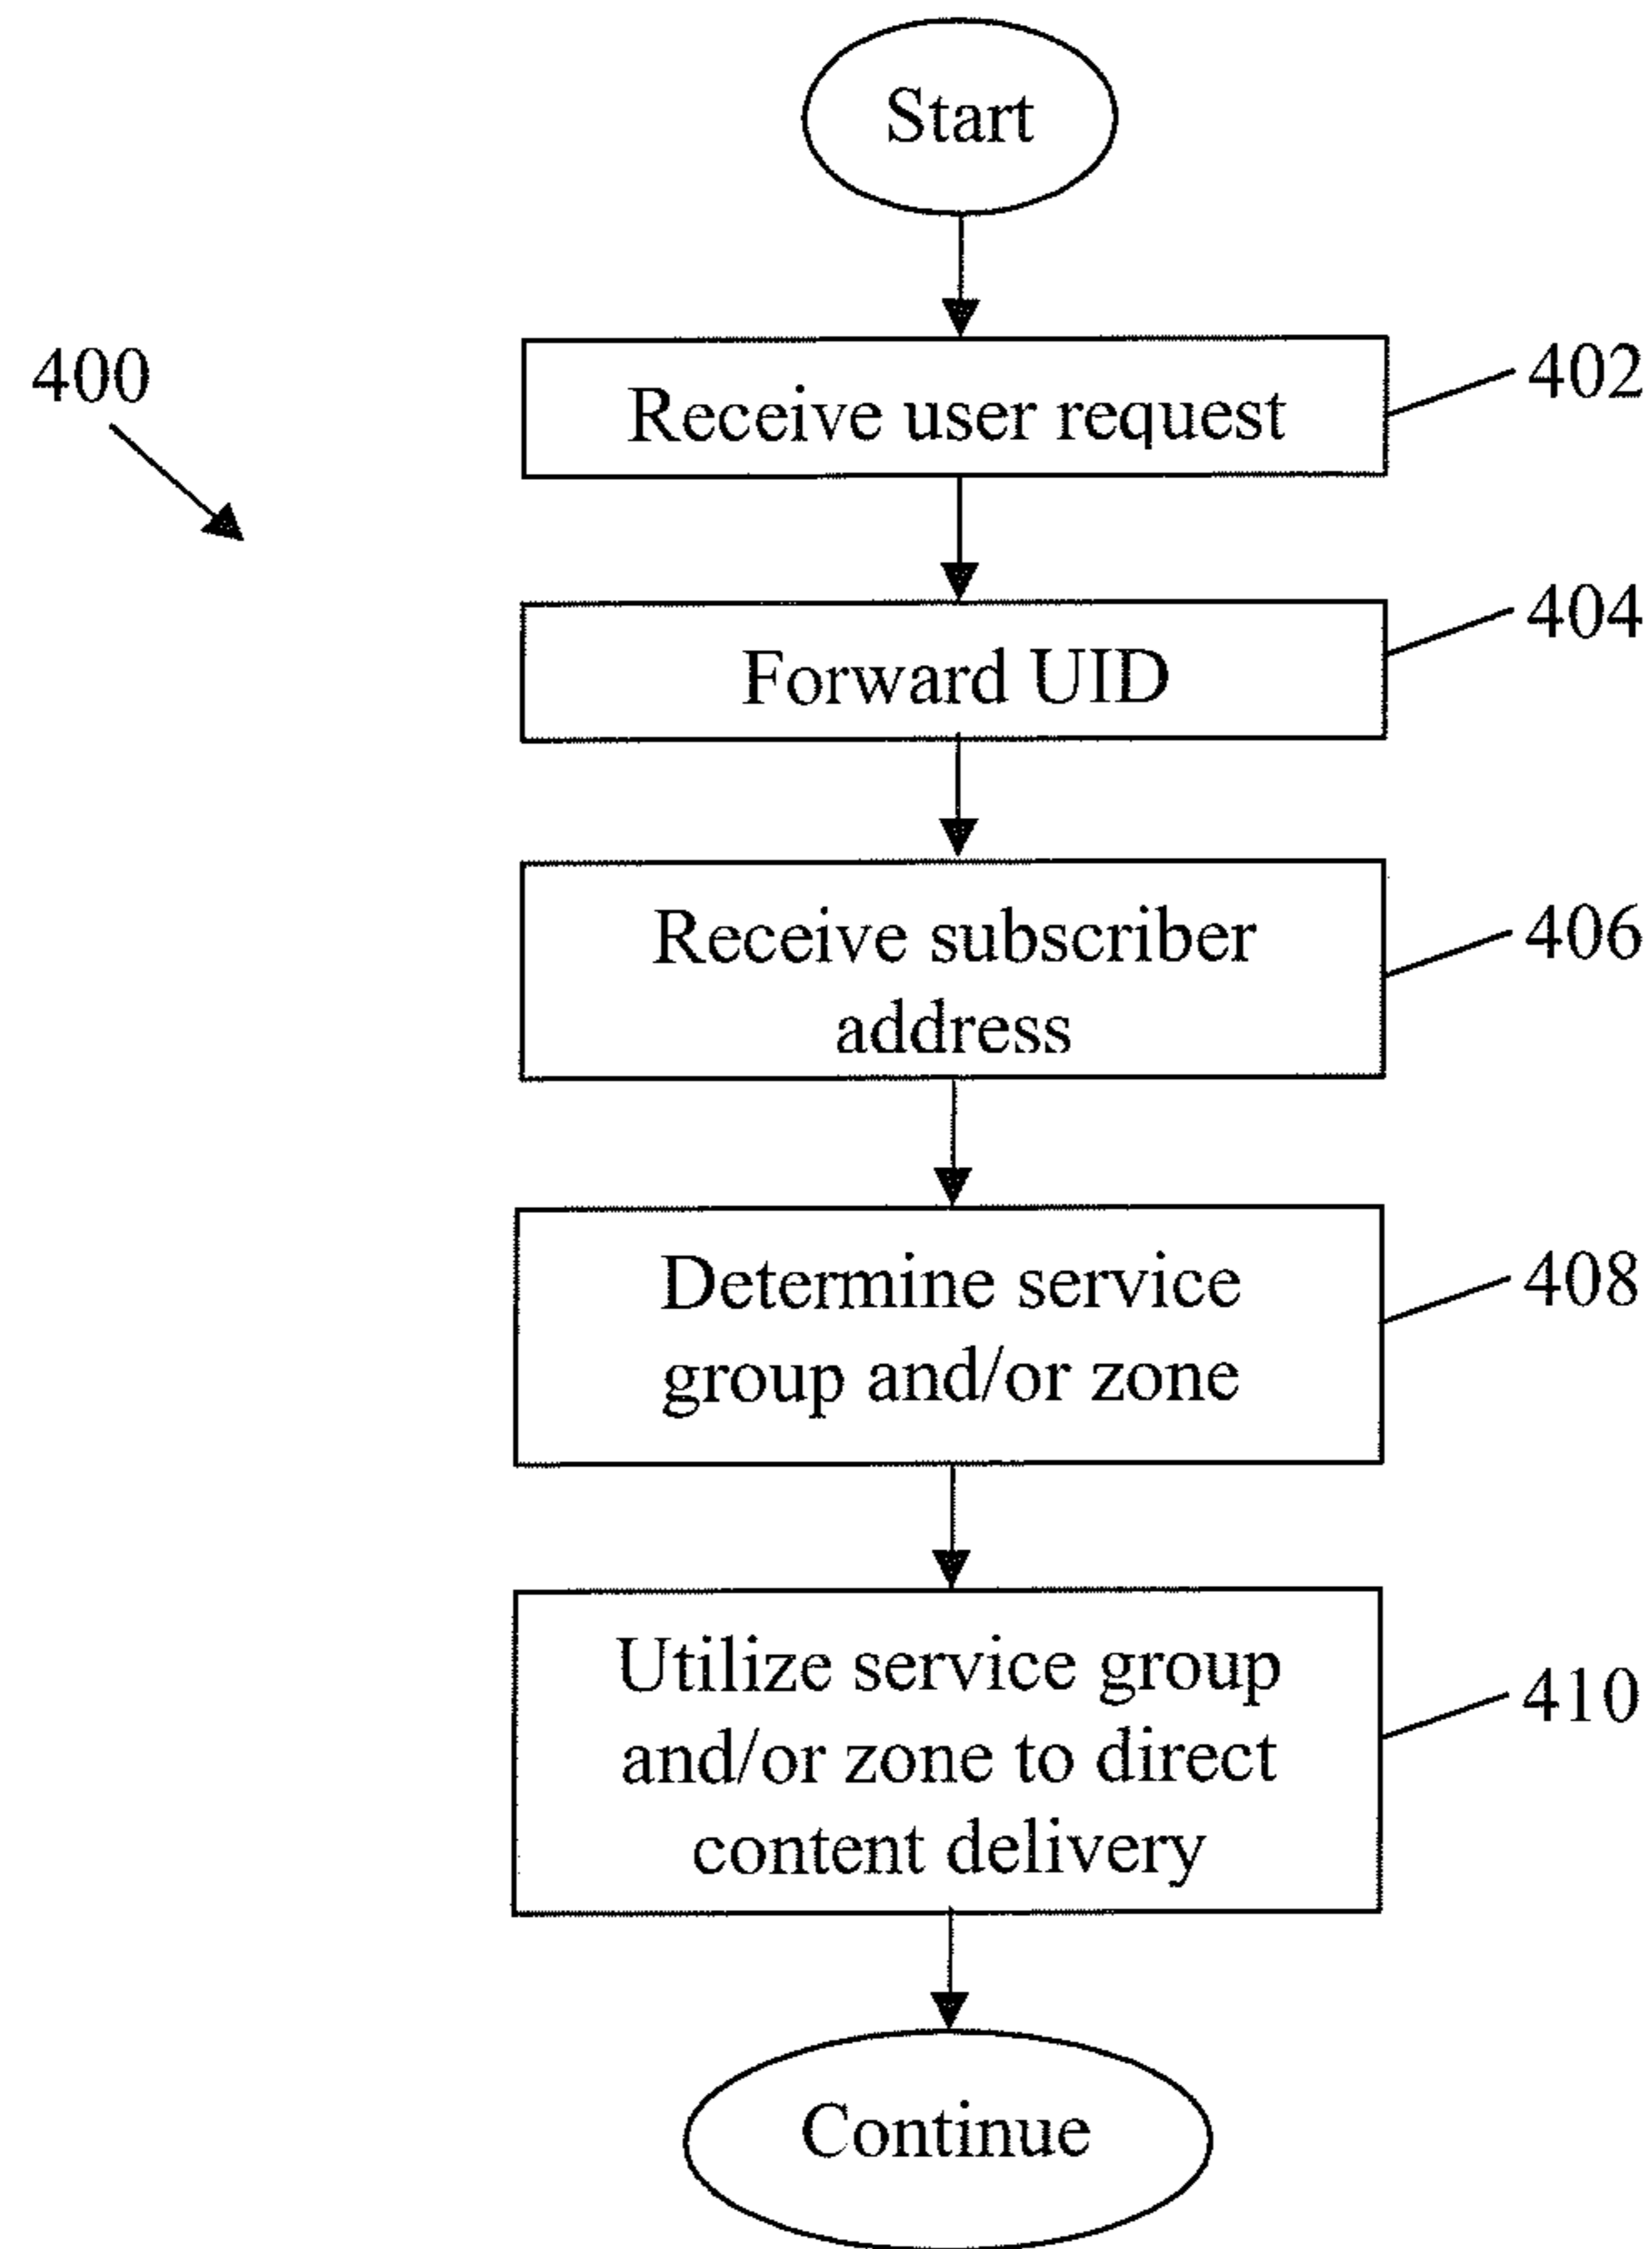 Start
400
Receive user request
402
Forward UID
404
Receive subscriber
address
406
Determine service
group and/or zone
408
Utilize service group
and/or zone to direct
content delivery
410
Continue